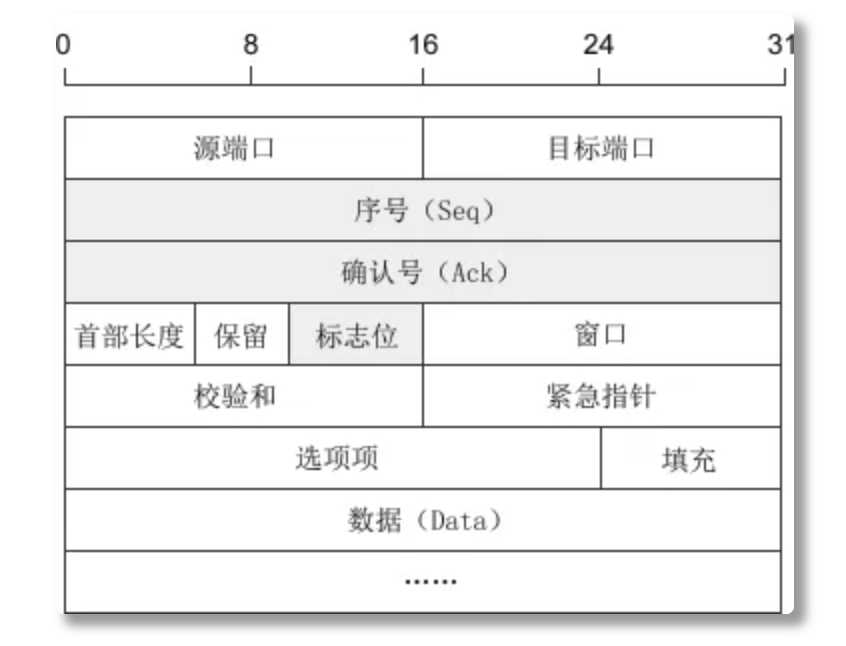 0 8 16 24 31
源端口 目标端口
序号（Seq）
确认号（Ack）
首部长度 保留 标志位 窗口
校验和 紧急指针
选项项 填充
数据（Data）
……